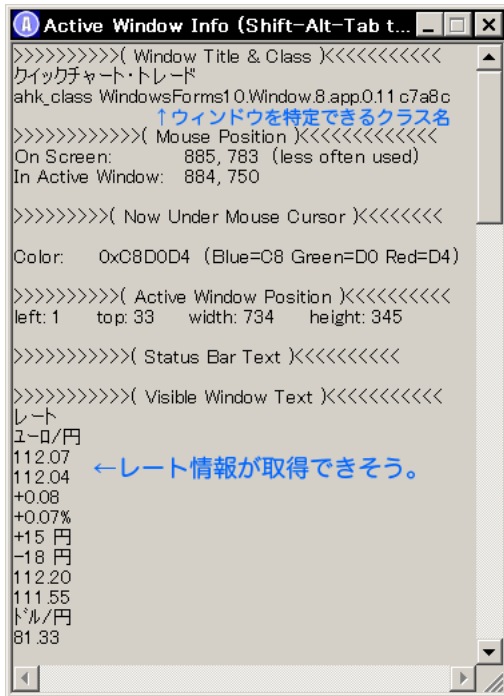 Active Window Info (Shift-Alt-Tab t...
>>>>>>>>>>( Window Title & Class )<<<<<<<<<<<
クイックチャート・トレード
ahk_class WindowsForms10.Window.8.app.0.11c7a8c
↑ウィンドウを特定できるクラス名
>>>>>>>>>>>>( Mouse Position )<<<<<<<<<<<<<
On Screen: 885, 783 (less often used)
In Active Window: 884, 750
>>>>>>>>>( Now Under Mouse Cursor )<<<<<<<<
Color: 0xC8D0D4 (Blue=C8 Green=D0 Red=D4)
>>>>>>>>>>( Active Window Position )<<<<<<<<<<
left: 1 top: 33 width: 734 height: 345
>>>>>>>>>>>( Status Bar Text )<<<<<<<<<<
>>>>>>>>>>>( Visible Window Text )<<<<<<<<<<<
レート
ﾕｰﾛ/円
112.07
←レート情報が取得できそう。
112.04
+0.08
+0.07%
+15 円
-18 円
112.20
111.55
ﾄﾞﾙ/円
81.33